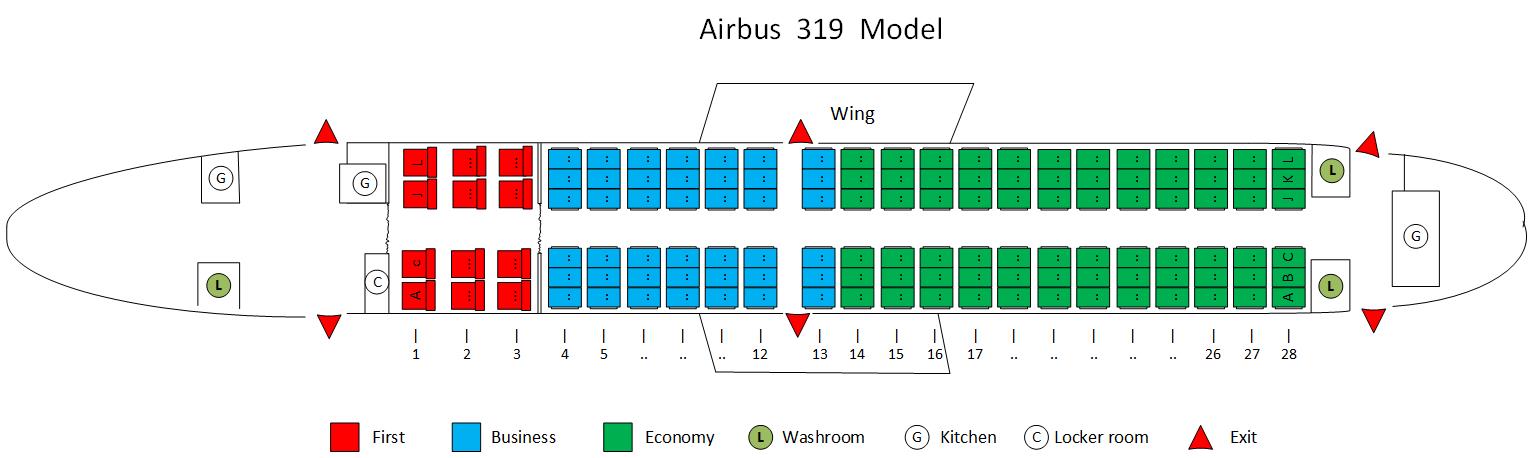 Airbus 319 Model
Wing
G
G
L
...
...
: : : : : : : : : : : : : : : : : : L
L
: : : : : : : : : : : : : : : : : : K
J
...
...
: : : : : : : : : : : : : : : : : : J
G
L
C
c
...
...
: : : : : : : : : : : : : : : : : : C
: : : : : : : : : : : : : : : : : : B
A
...
...
: : : : : : : : : : : : : : : : : : A
L
1 2 3 4 5 .. .. .. 12 13 14 15 16 17 .. .. .. .. .. 26 27 28
First Business Economy L Washroom G Kitchen C Locker room Exit